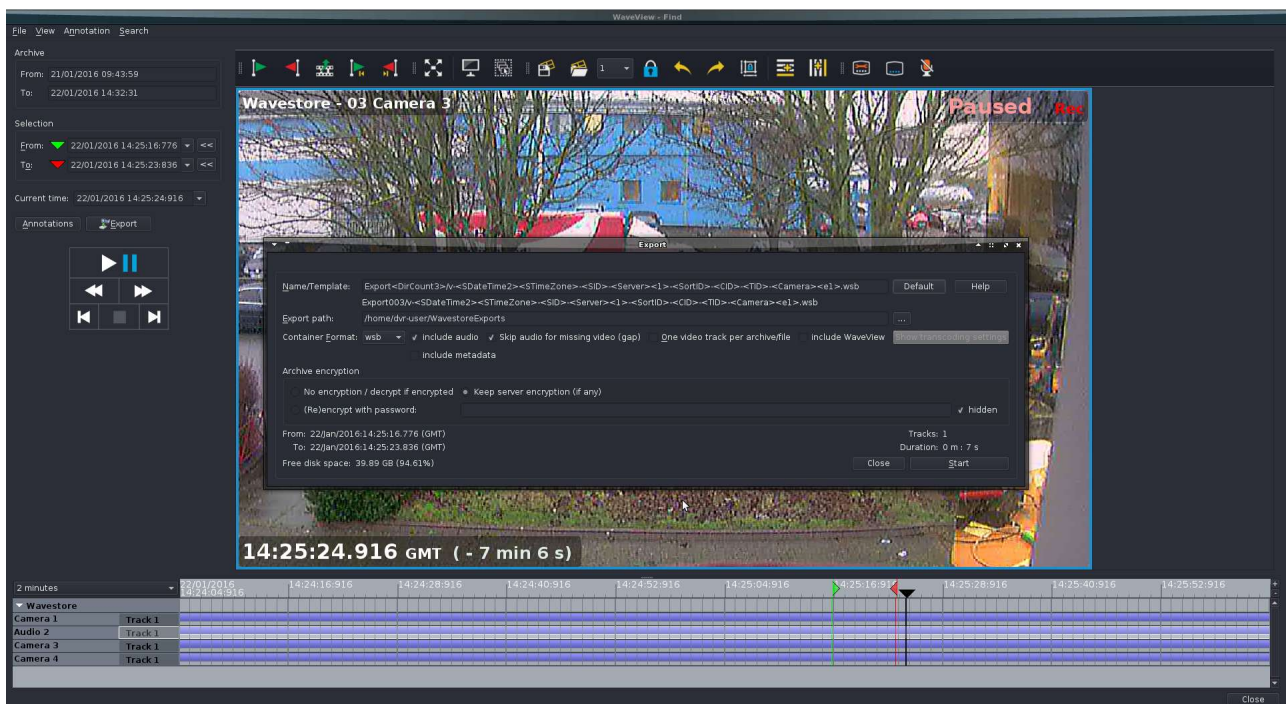 WaveView - Find
File View Annotation Search
Archive
From: 21/01/2016 09:43:59
To: 22/01/2016 14:32:31
Selection
From: 22/01/2016 14:25:16:776 <<
To: 22/01/2016 14:25:23:836 <<
Current time: 22/01/2016 14:25:24:916
Annotations Export
1
Wavestore - 03 Camera 3
Paused Rec
Export
Name/Template: Export<DirCount3>/v-<SDateTime2><STimeZone>-<SID>-<Server><1>-<SortID>-<CID>-<TID>-<Camera><e1>.wsb Default Help
Export003/v-<SDateTime2><STimeZone>-<SID>-<Server><1>-<SortID>-<CID>-<TID>-<Camera><e1>.wsb
Export path: /home/dvr-user/WavestoreExports ...
Container Format: wsb include audio Skip audio for missing video (gap) One video track per archive/file include WaveView Show transcoding settings
include metadata
Archive encryption
No encryption / decrypt if encrypted Keep server encryption (if any)
(Re)encrypt with password: hidden
From: 22/Jan/2016:14:25:16.776 (GMT) Tracks: 1
To: 22/Jan/2016:14:25:23.836 (GMT) Duration: 0 m : 7 s
Free disk space: 39.89 GB (94.61%) Close Start
14:25:24.916 GMT ( - 7 min 6 s)
2 minutes 22/01/2016 14:24:16:916 14:24:28:916 14:24:40:916 14:24:52:916 14:25:04:916 14:25:16:916 14:25:28:916 14:25:40:916 14:25:52:916
14:24:04:916
Wavestore
Camera 1 Track 1
Audio 2 Track 1
Camera 3 Track 1
Camera 4 Track 1
Close